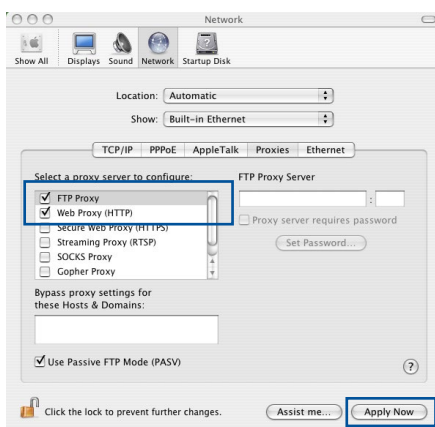 Network
Show All Displays Sound Network Startup Disk
Location: Automatic
Show: Built-in Ethernet
TCP/IP PPPoE AppleTalk Proxies Ethernet
Select a proxy server to configure: FTP Proxy Server
FTP Proxy :
Web Proxy (HTTP) Proxy server requires password
Secure Web Proxy (HTTPS)
Streaming Proxy (RTSP) Set Password...
SOCKS Proxy
Gopher Proxy
Bypass proxy settings for
these Hosts & Domains:
Use Passive FTP Mode (PASV) ?
Click the lock to prevent further changes. Assist me... Apply Now